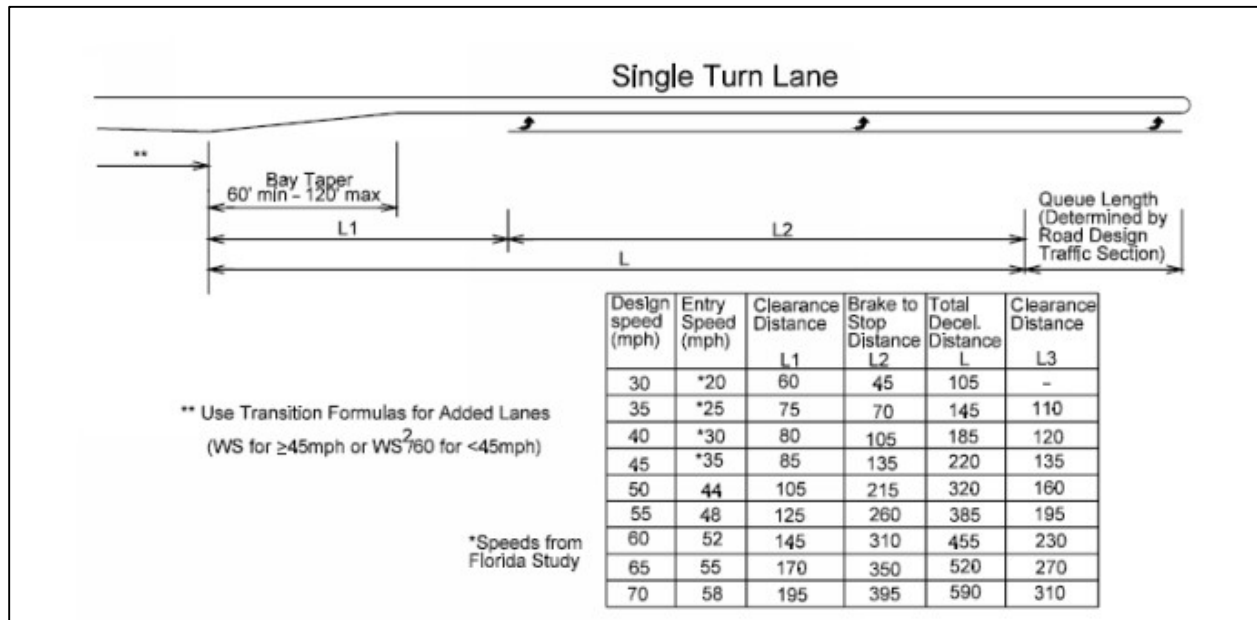 Single Turn Lane
**
Bay Taper
60' min – 120' max
L1
L2
L
Queue Length
(Determined by
Road Design
Traffic Section)
Design speed (mph) Entry Speed (mph) Clearance Distance L1 Brake to Stop Distance L2 Total Decel. Distance L Clearance Distance L3
30 *20 60 45 105 –
35 *25 75 70 145 110
40 *30 80 105 185 120
45 *35 85 135 220 135
50 44 105 215 320 160
55 48 125 260 385 195
60 52 145 310 455 230
65 55 170 350 520 270
70 58 195 395 590 310
** Use Transition Formulas for Added Lanes
(WS for ≥45mph or WS²/60 for <45mph)
*Speeds from
Florida Study